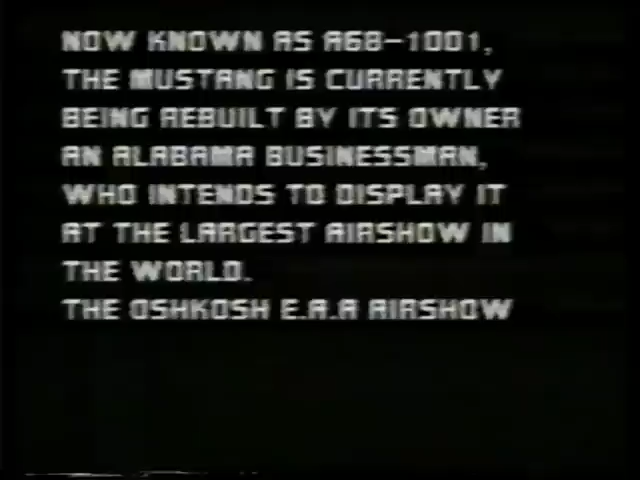 NOW KNOWN AS A68-1001,
THE MUSTANG IS CURRENTLY
BEING REBUILT BY ITS OWNER
AN ALABAMA BUSINESSMAN,
WHO INTENDS TO DISPLAY IT
AT THE LARGEST AIRSHOW IN
THE WORLD.
THE OSHKOSH E.A.A AIRSHOW